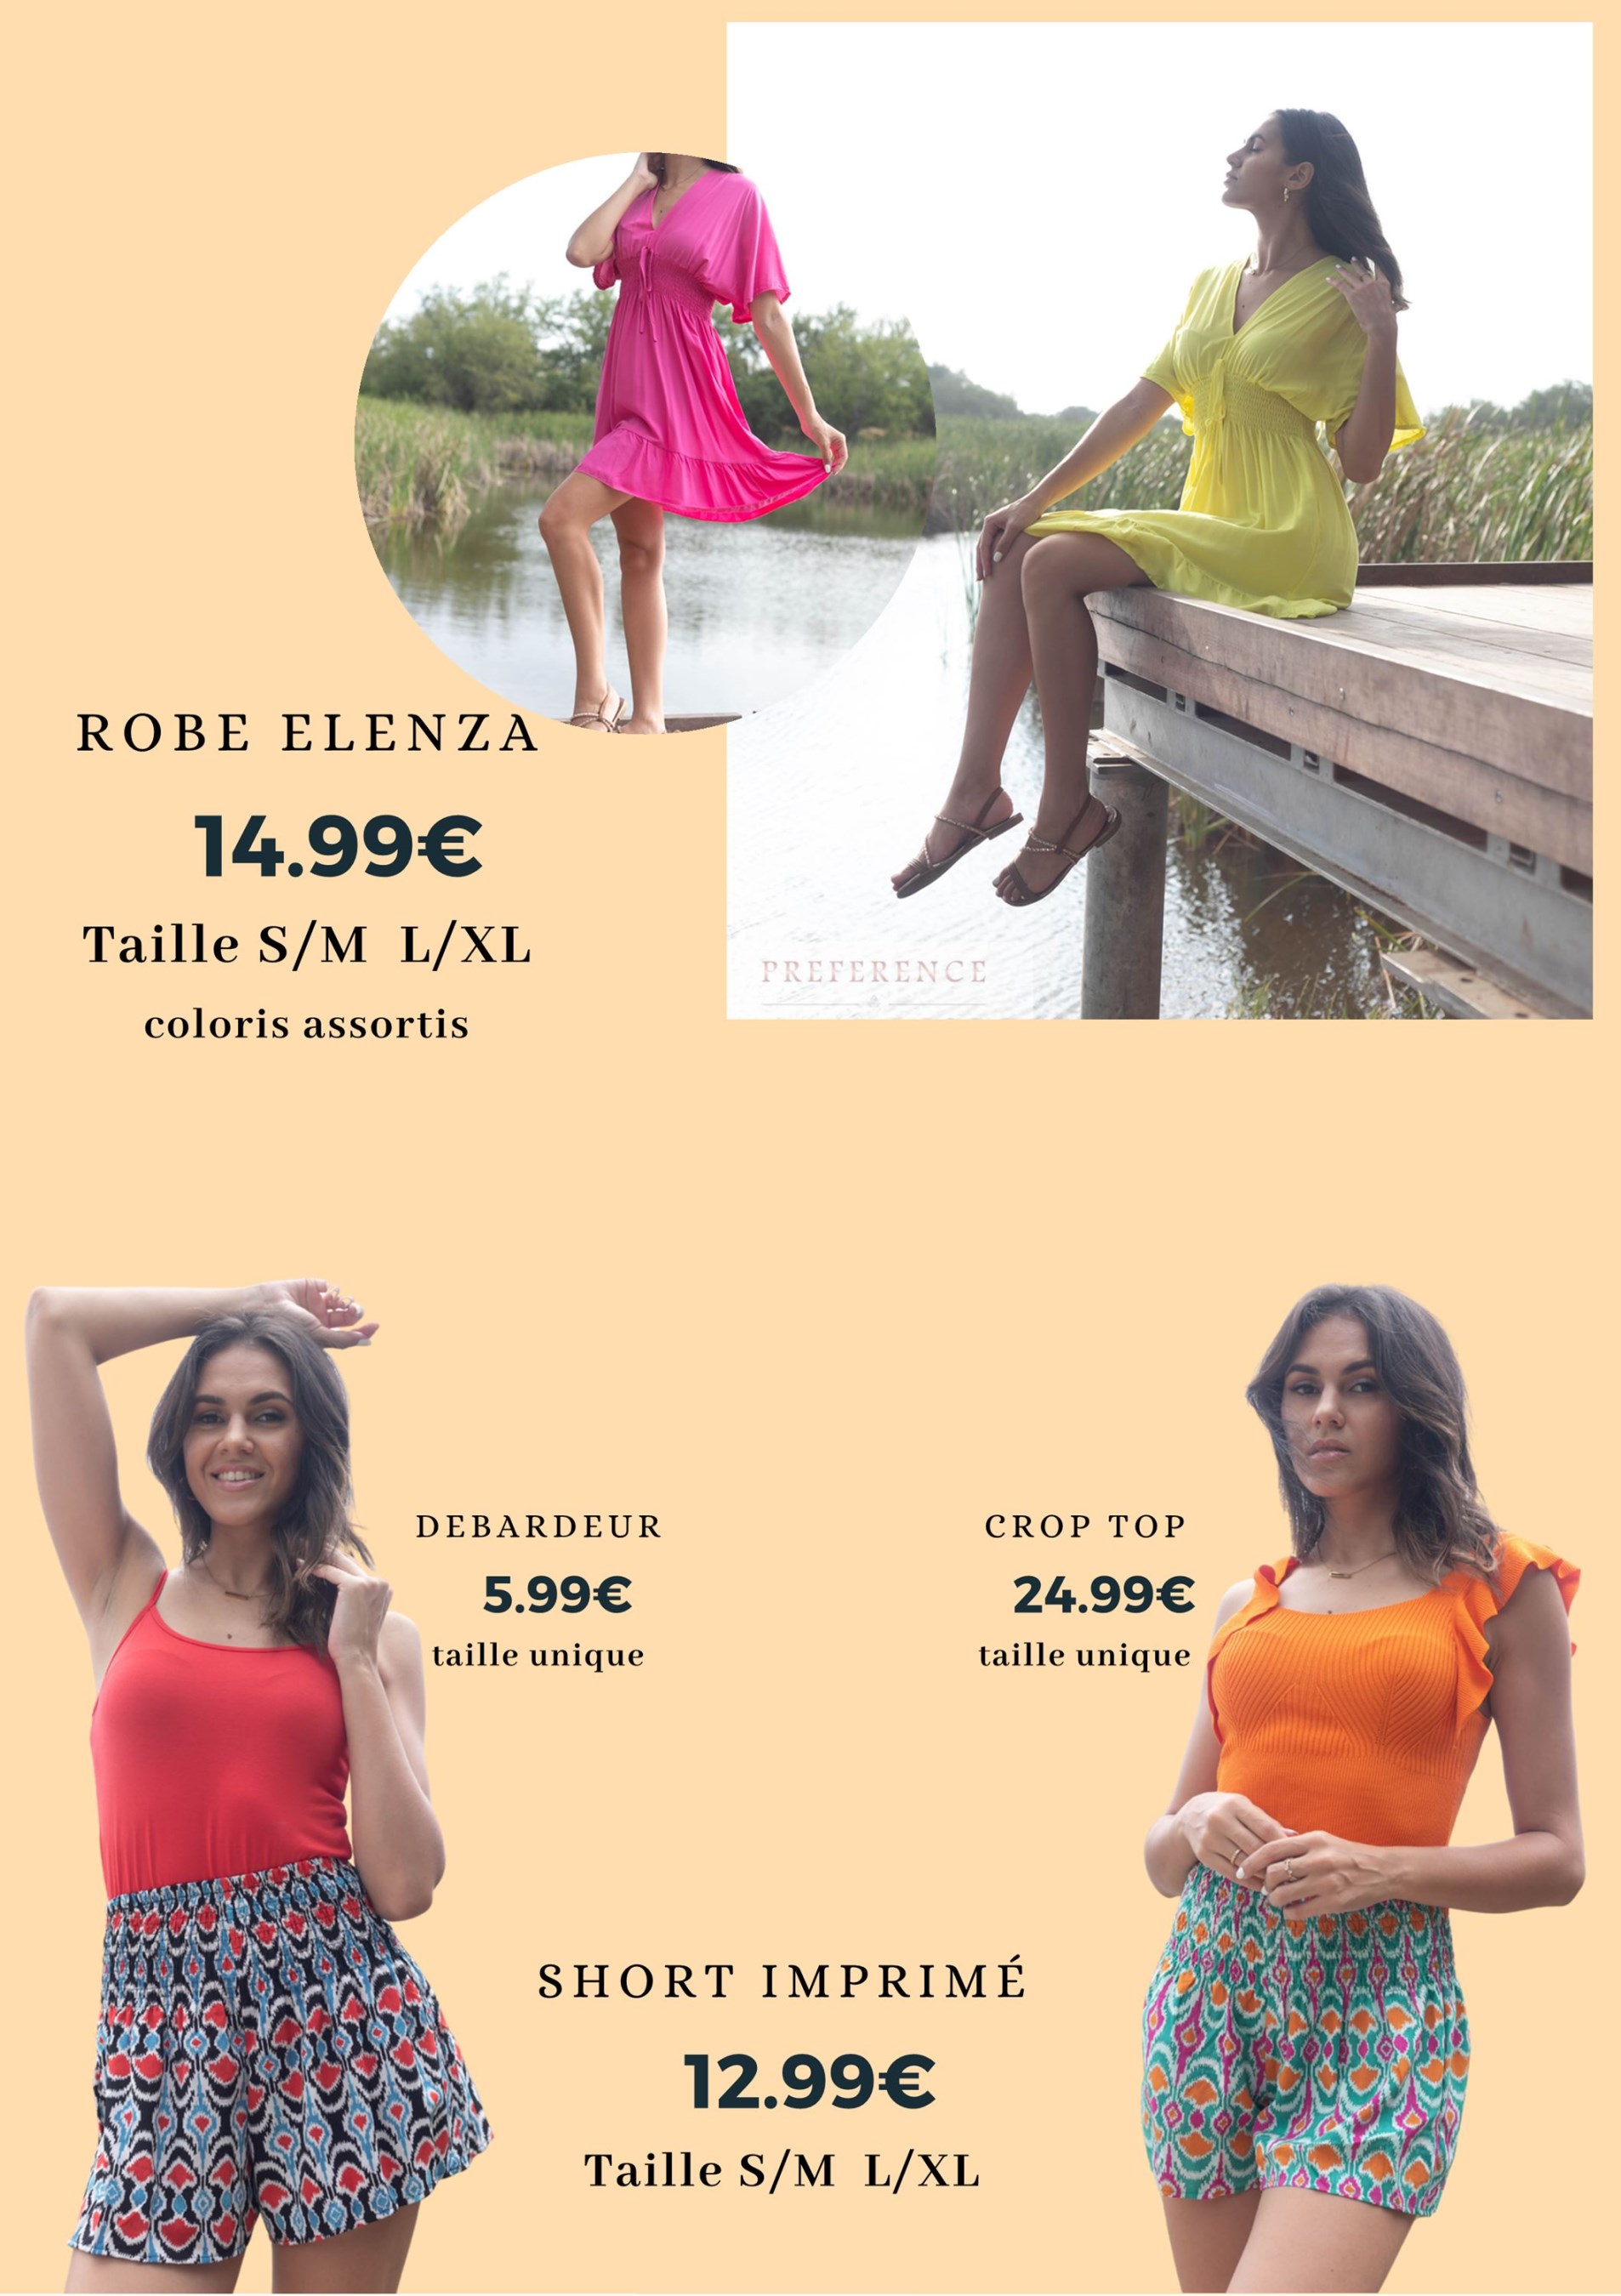 ROBE ELENZA
14.99€
Taille S/M L/XL
coloris assortis
PREFERENCE
DEBARDEUR
5.99€
taille unique
CROP TOP
24.99€
taille unique
SHORT IMPRIMÉ
12.99€
Taille S/M L/XL